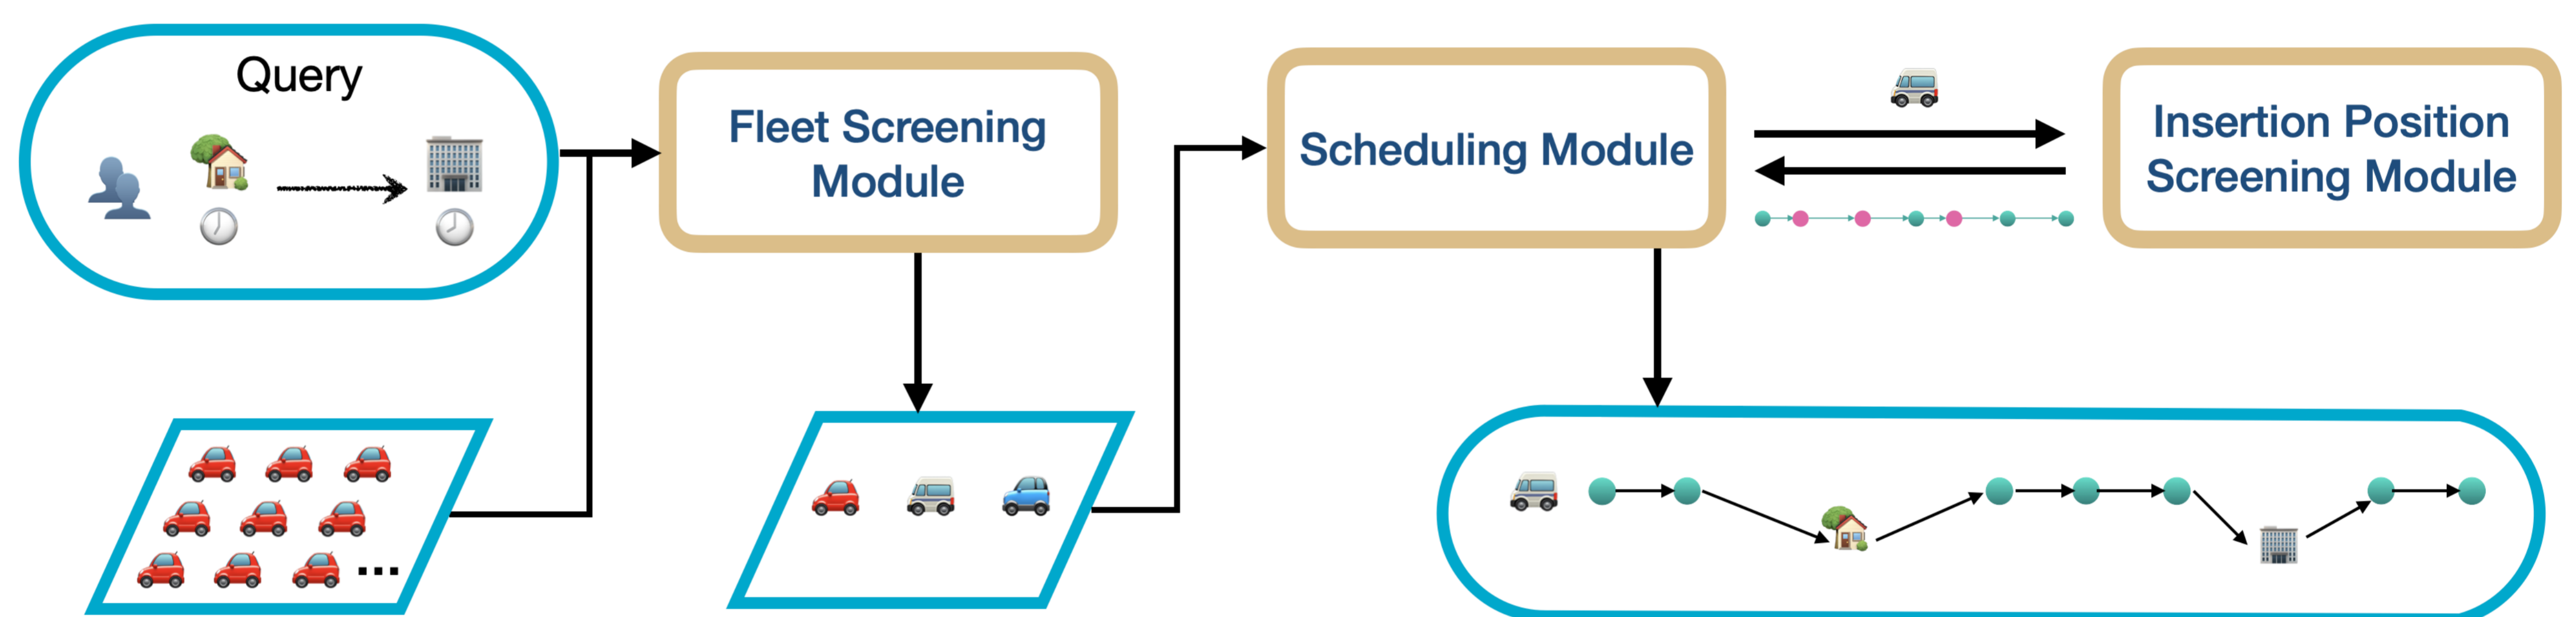 Query
Fleet Screening
Module
Scheduling Module
Insertion Position
Screening Module
...